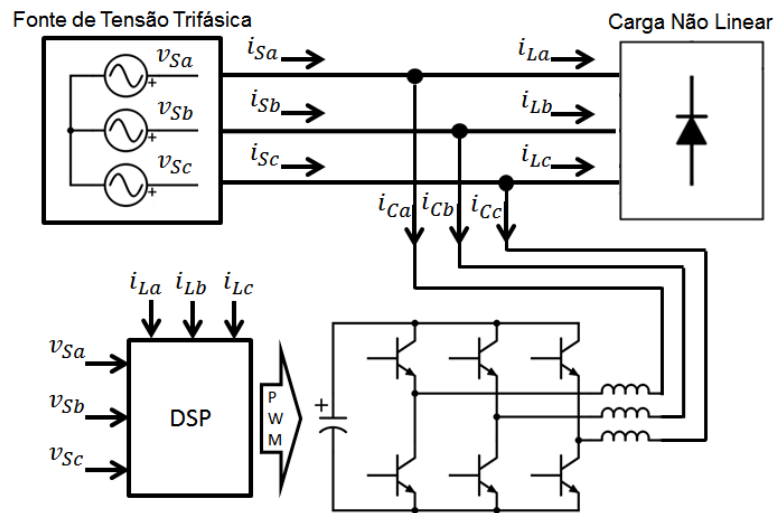 Fonte de Tensão Trifásica
Carga Não Linear
v_Sa
v_Sb
v_Sc
i_Sa
i_Sb
i_Sc
i_La
i_Lb
i_Lc
i_Ca i_Cb i_Cc
i_La i_Lb i_Lc
v_Sa
v_Sb
v_Sc
DSP
P
W
M